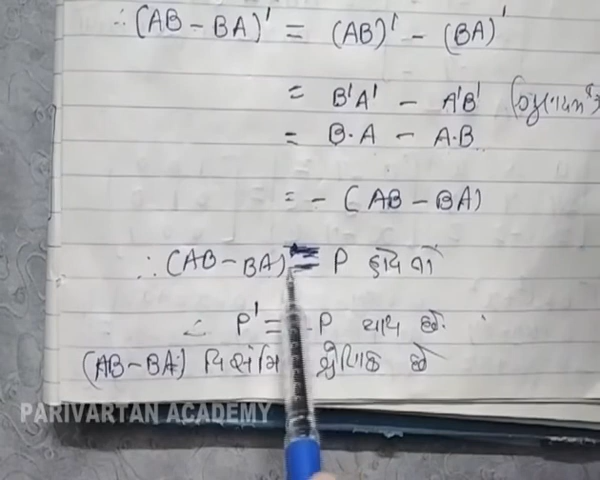 ∴ (AB - BA)' = (AB)' - (BA)'
= B'A' - A'B'
= B·A - A·B
= - (AB - BA)
∴ (AB - BA) = P હોય તો
∴ P' = -P થાય છે.
(AB - BA) છે
PARIVARTAN ACADEMY